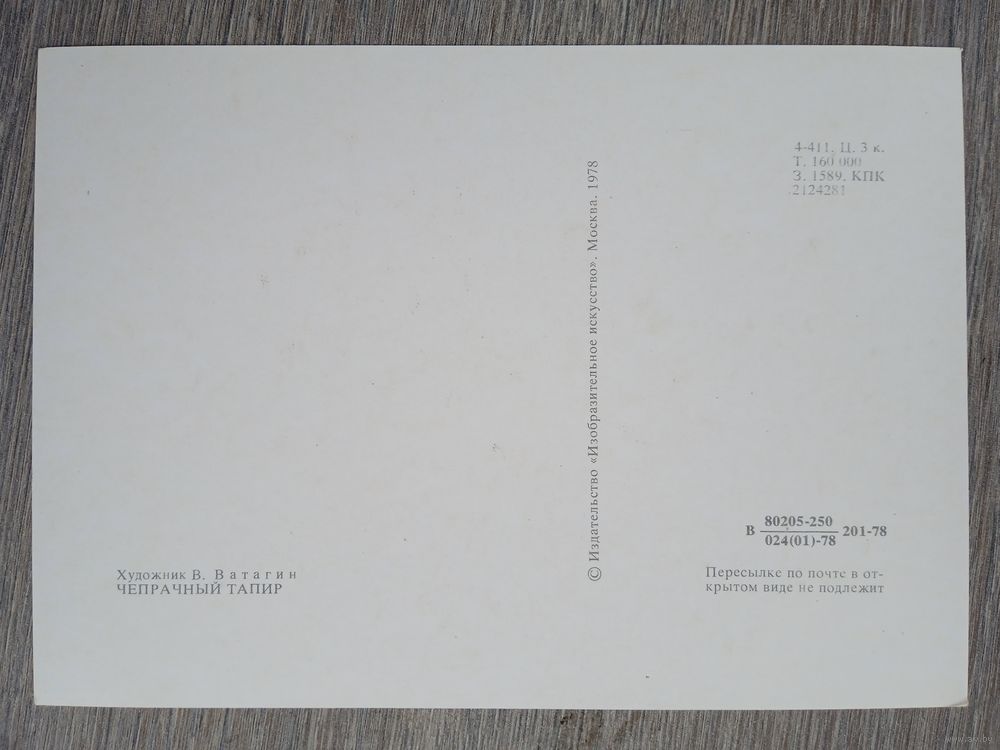 4-411. Ц. 3 к.
Т. 160 000
З. 1589. КПК
2124281
© Издательство «Изобразительное искусство». Москва. 1978
В 80205-250 201-78
024(01)-78
Художник В. Ватагин
ЧЕПРАЧНЫЙ ТАПИР
Пересылке по почте в от-
крытом виде не подлежит